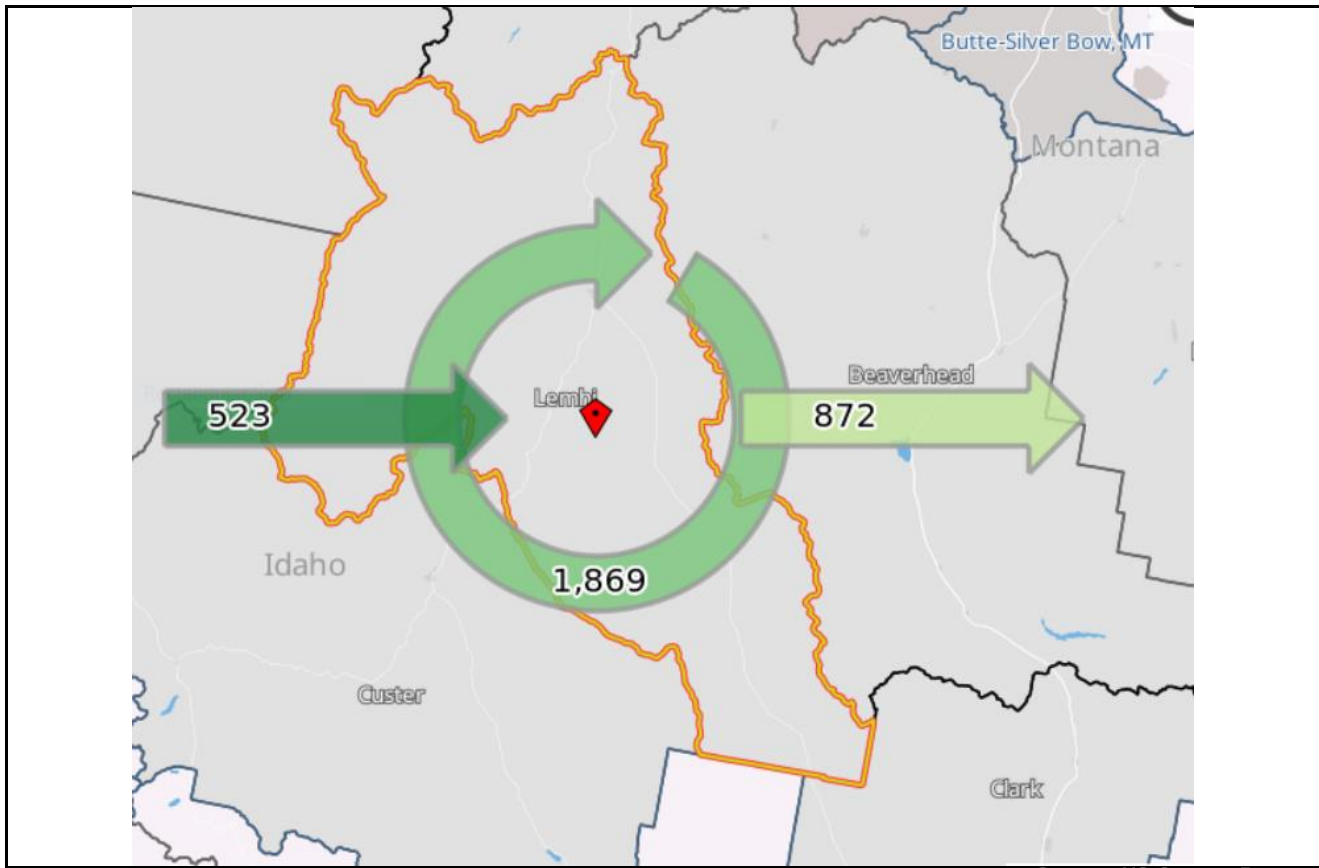 Butte-Silver Bow, MT
Montana
Beaverhead
Lemhi
523
872
Idaho
1,869
Custer
Clark